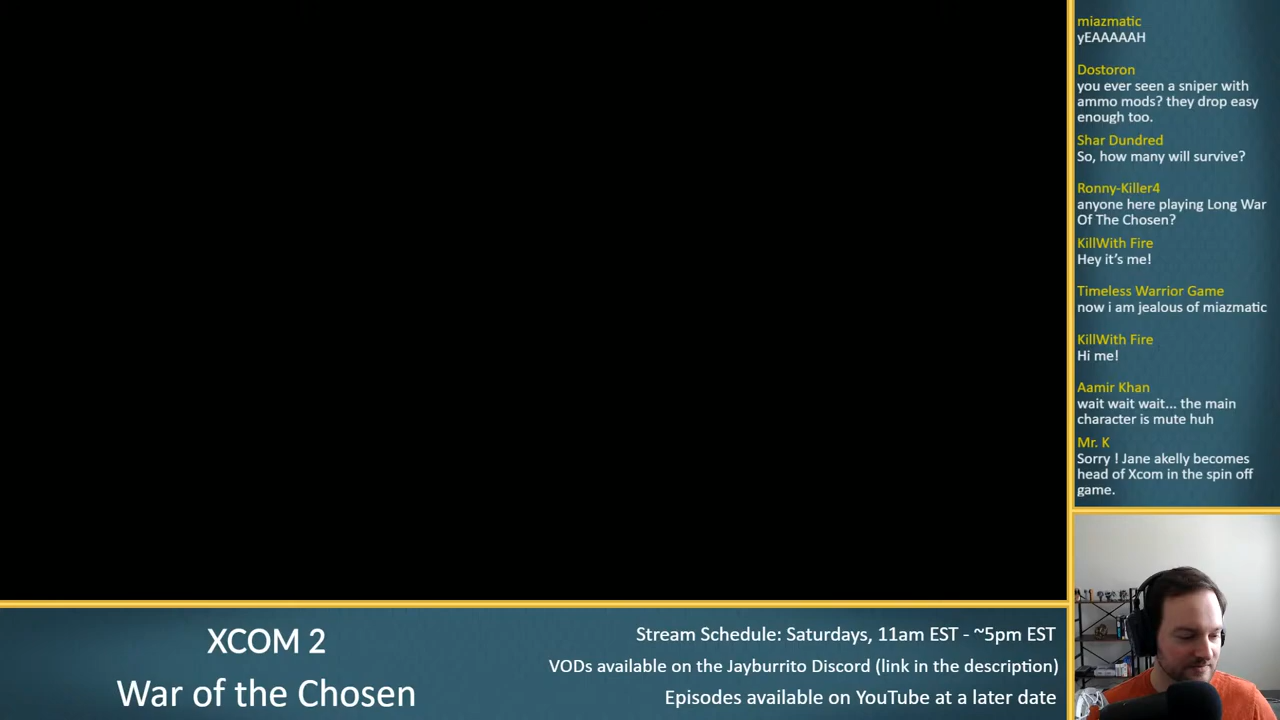 miazmatic
yEAAAAAH
Dostoron
you ever seen a sniper with
ammo mods? they drop easy
enough too.
Shar Dundred
So, how many will survive?
Ronny-Killer4
anyone here playing Long War
Of The Chosen?
KillWith Fire
Hey it's me!
Timeless Warrior Game
now i am jealous of miazmatic
KillWith Fire
Hi me!
Aamir Khan
wait wait wait... the main
character is mute huh
Mr. K
Sorry ! Jane akelly becomes
head of Xcom in the spin off
game.
XCOM 2
War of the Chosen
Stream Schedule: Saturdays, 11am EST - ~5pm EST
VODs available on the Jayburrito Discord (link in the description)
Episodes available on YouTube at a later date